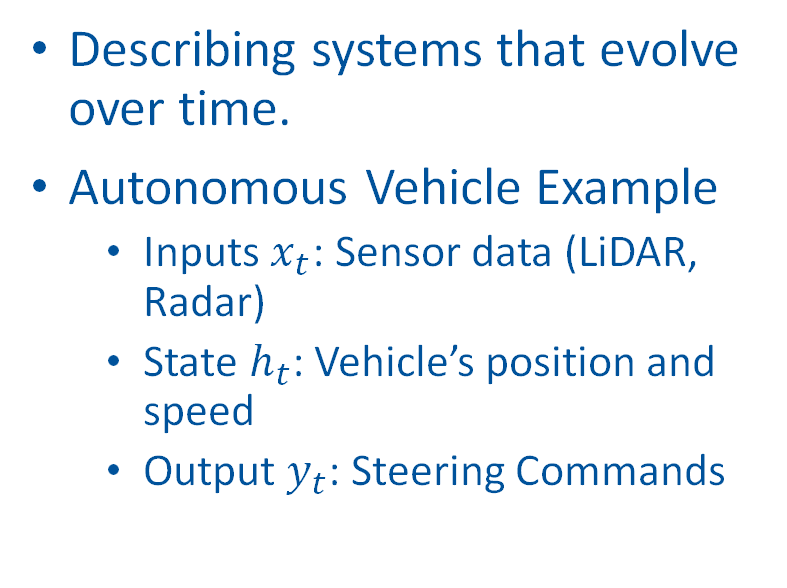 • Describing systems that evolve
over time.
• Autonomous Vehicle Example
• Inputs xₜ: Sensor data (LiDAR,
Radar)
• State hₜ: Vehicle’s position and
speed
• Output yₜ: Steering Commands